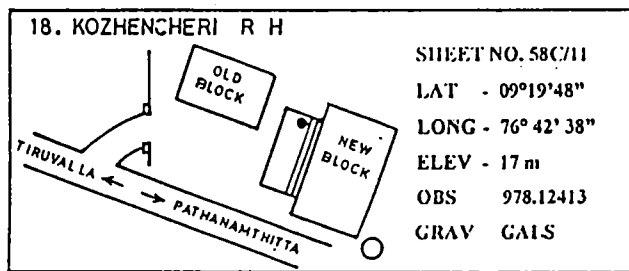 18. KOZHENCHERI R H
OLD
BLOCK
NEW
BLOCK
TIRUVALLA
PATHANAMTHITTA
SHEET NO. 58C/11
LAT - 09°19'48"
LONG - 76° 42' 38"
ELEV - 17 m
OBS 978.12413
GRAV GALS